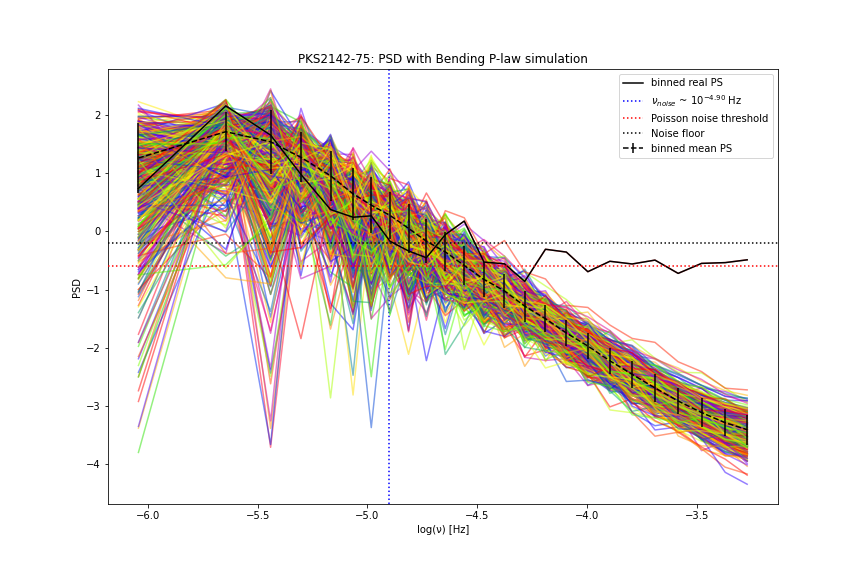 PKS2142-75: PSD with Bending P-law simulation
binned real PS
ν_noise ~ 10^−4.90 Hz
Poisson noise threshold
Noise floor
binned mean PS
PSD
2
1
0
−1
−2
−3
−4
−6.0 −5.5 −5.0 −4.5 −4.0 −3.5
log(ν) [Hz]